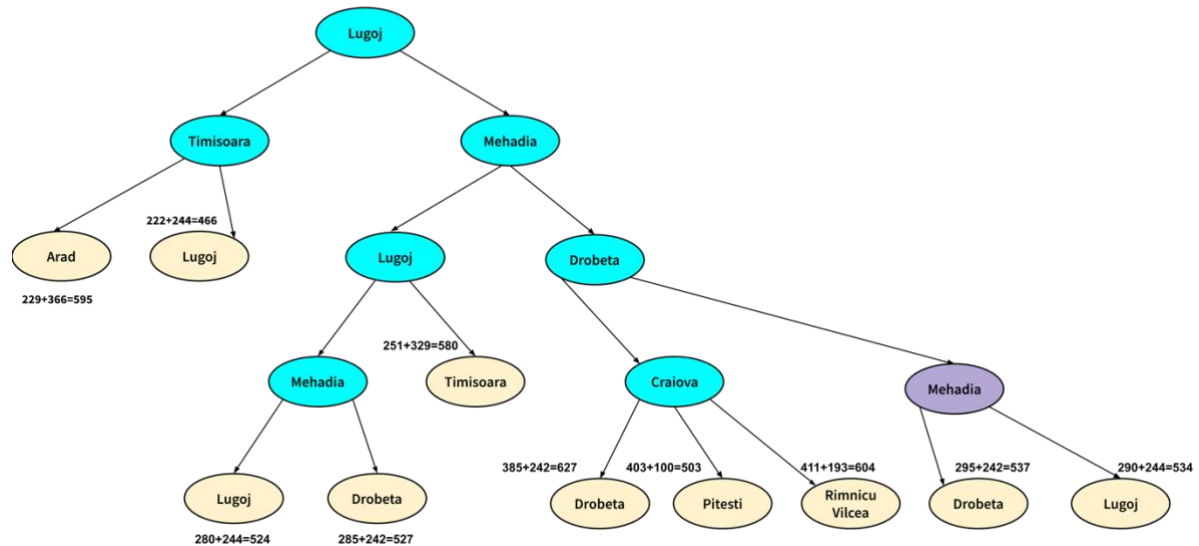 Lugoj
Timisoara
Mehadia
222+244=466
Arad
Lugoj
Lugoj
Drobeta
229+366=595
251+329=580
Mehadia
Timisoara
Craiova
Mehadia
385+242=627
403+100=503
411+193=604
295+242=537
290+244=534
Lugoj
Drobeta
Drobeta
Pitesti
Rimnicu
Vilcea
Drobeta
Lugoj
280+244=524
285+242=527